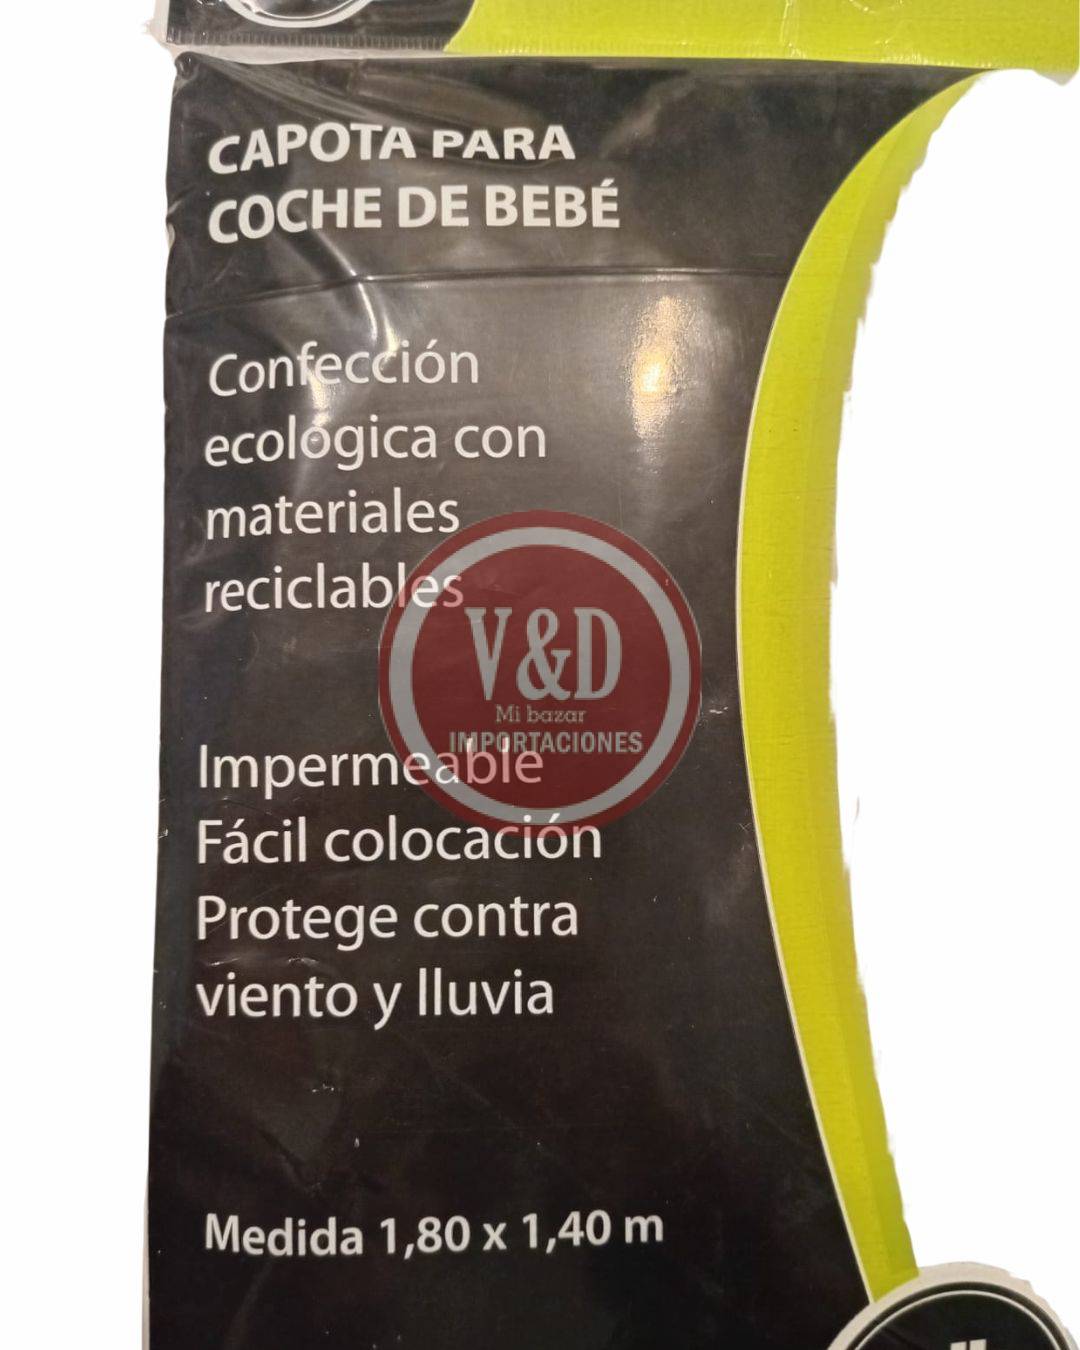 CAPOTA PARA
COCHE DE BEBÉ
Confección
ecológica con
materiales
reciclables
V&D
Mi bazar
IMPORTACIONES
Impermeable
Fácil colocación
Protege contra
viento y lluvia
Medida 1,80 x 1,40 m